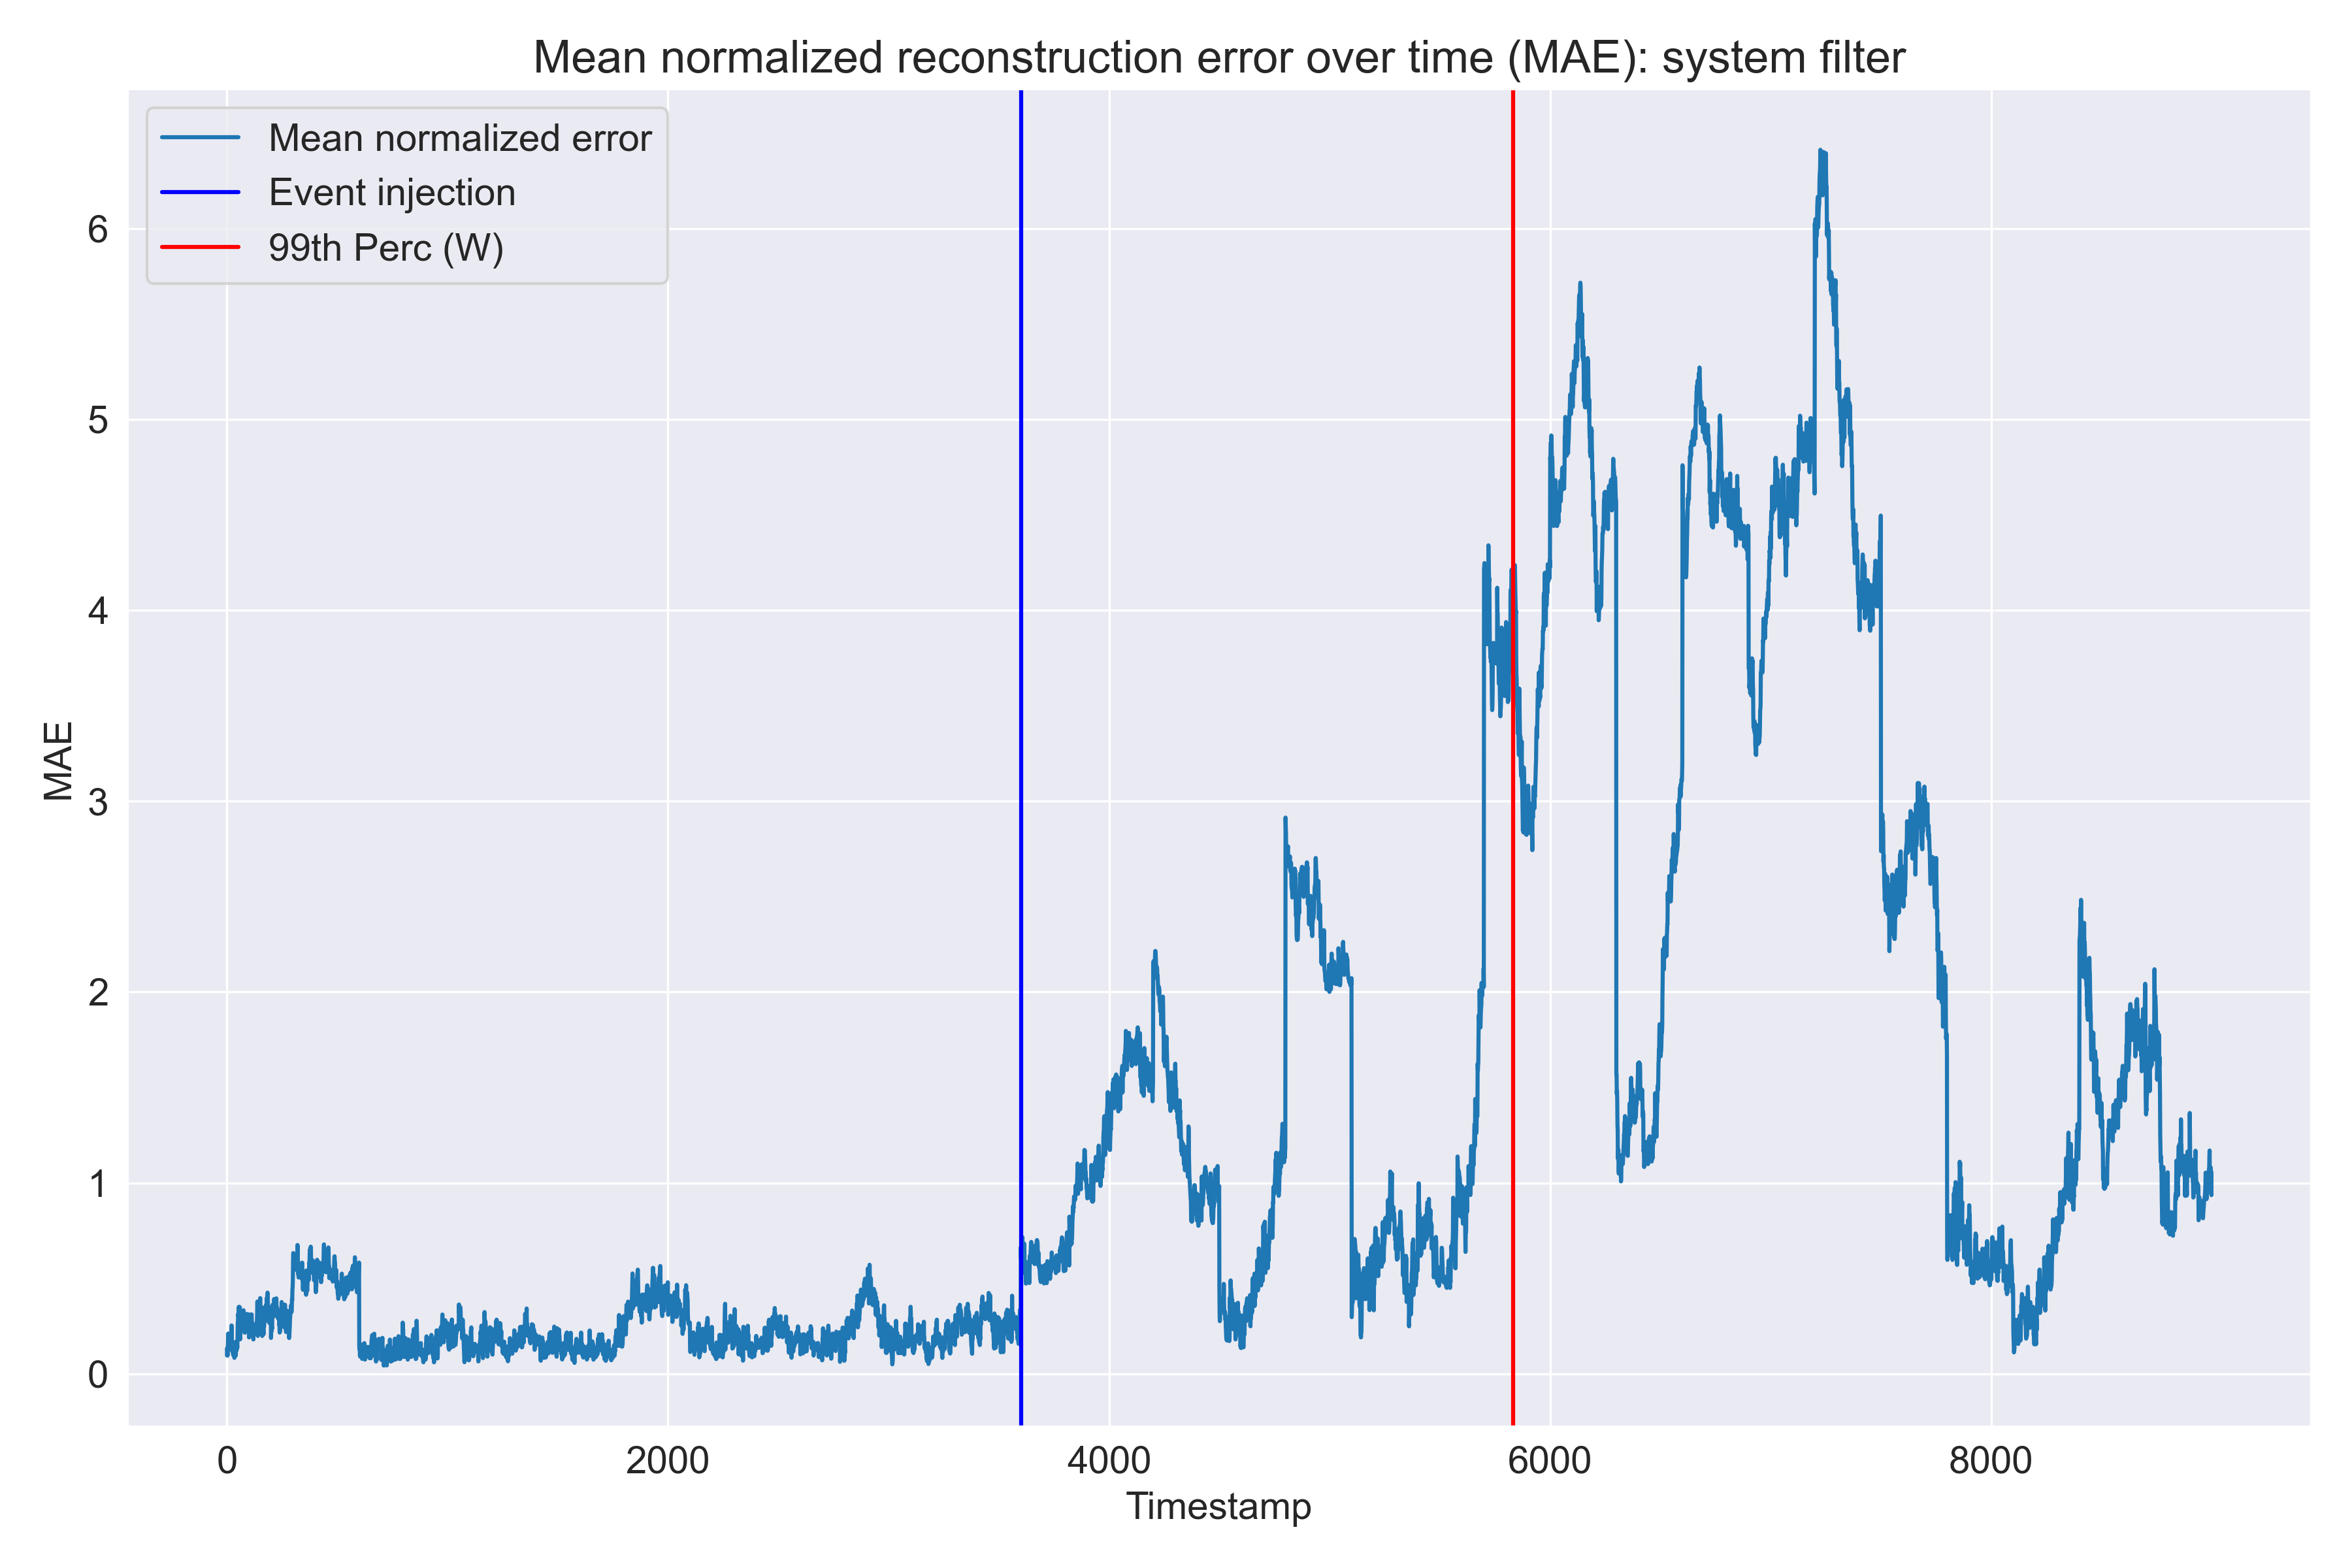 Mean normalized reconstruction error over time (MAE): system filter
Mean normalized error
Event injection
99th Perc (W)
6
5
4
3
2
1
0
MAE
0 2000 4000 6000 8000
Timestamp